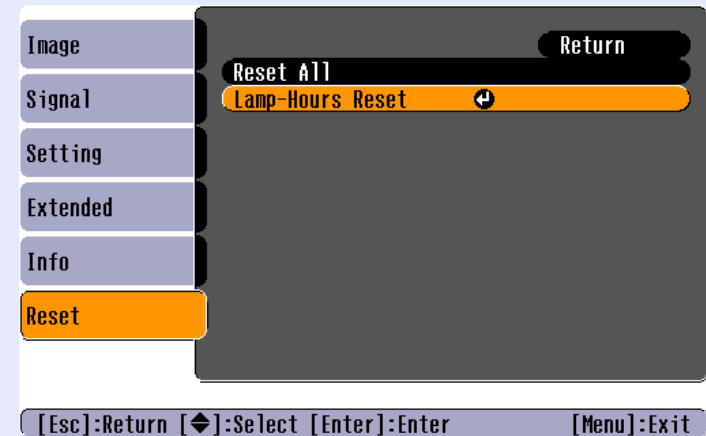 Image
Signal
Setting
Extended
Info
Reset
Return
Reset All
Lamp-Hours Reset
[Esc]:Return [◆]:Select [Enter]:Enter [Menu]:Exit